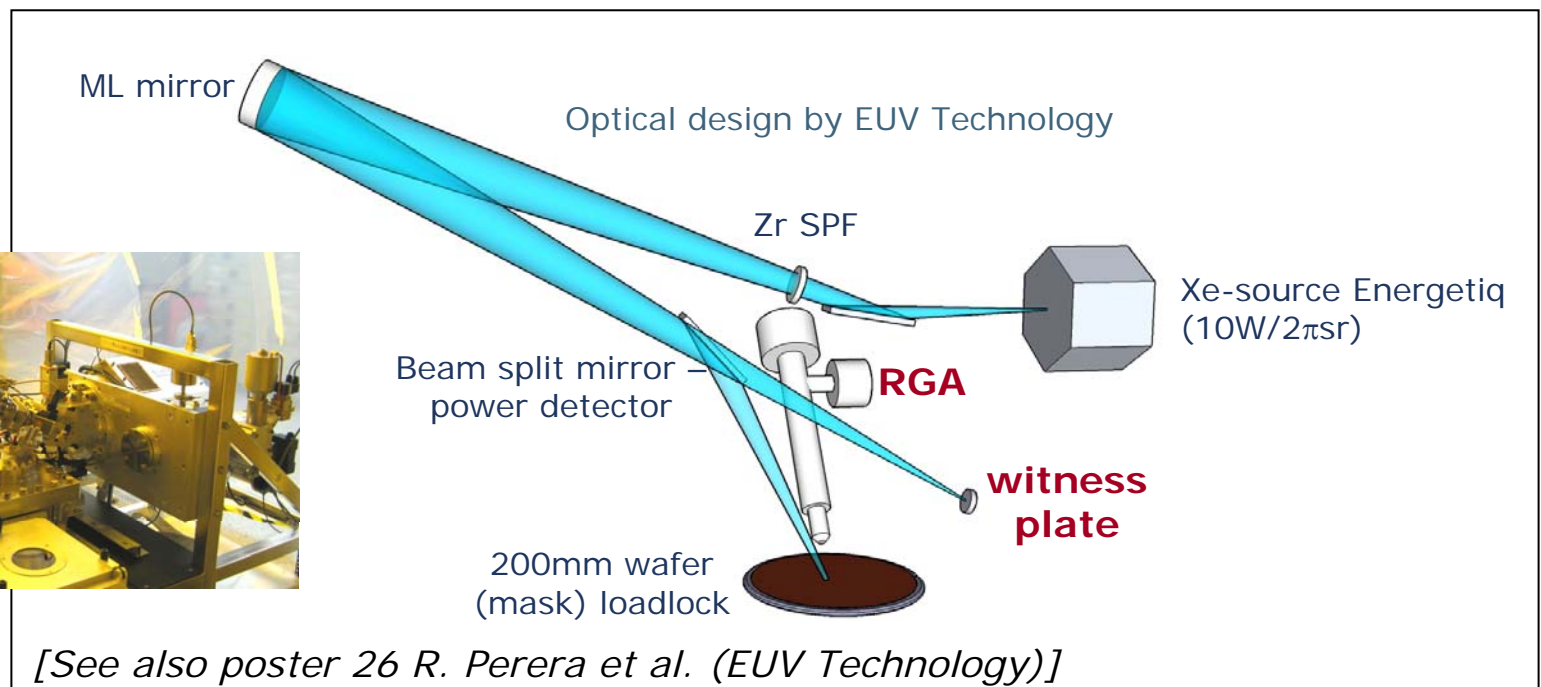 ML mirror
Optical design by EUV Technology
Zr SPF
Xe-source Energetiq
(10W/2πsr)
Beam split mirror –
power detector
RGA
witness
plate
200mm wafer
(mask) loadlock
[See also poster 26 R. Perera et al. (EUV Technology)]